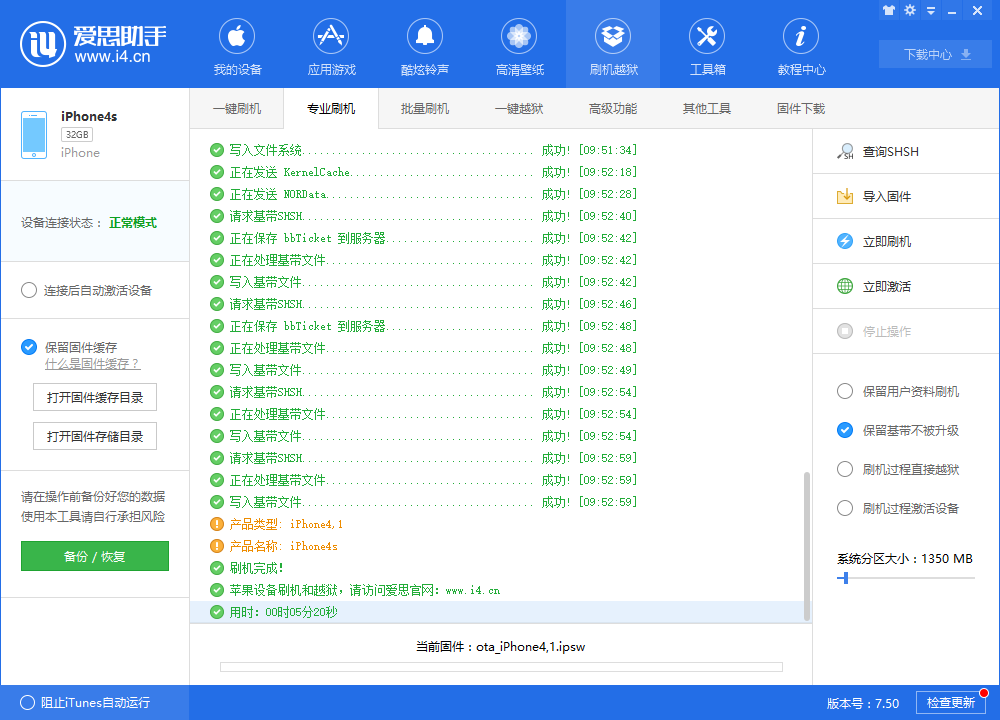 爱思助手
www.i4.cn
我的设备
应用游戏
酷炫铃声
高清壁纸
刷机越狱
工具箱
教程中心
下载中心
iPhone4s
32GB
iPhone
设备连接状态： 正常模式
连接后自动激活设备
保留固件缓存
什么是固件缓存？
打开固件缓存目录
打开固件存储目录
请在操作前备份好您的数据
使用本工具请自行承担风险
备份 / 恢复
一键刷机
专业刷机
批量刷机
一键越狱
高级功能
其他工具
固件下载
写入文件系统............................ 成功! [09:51:34]
正在发送 KernelCache....................... 成功! [09:52:18]
正在发送 NORData........................... 成功! [09:52:28]
请求基带SHSH............................ 成功! [09:52:40]
正在保存 bbTicket 到服务器.................. 成功! [09:52:42]
正在处理基带文件.......................... 成功! [09:52:42]
写入基带文件............................ 成功! [09:52:42]
请求基带SHSH............................ 成功! [09:52:46]
正在保存 bbTicket 到服务器.................. 成功! [09:52:48]
正在处理基带文件.......................... 成功! [09:52:48]
写入基带文件............................ 成功! [09:52:49]
请求基带SHSH............................ 成功! [09:52:54]
正在处理基带文件.......................... 成功! [09:52:54]
写入基带文件............................ 成功! [09:52:54]
请求基带SHSH............................ 成功! [09:52:59]
正在处理基带文件.......................... 成功! [09:52:59]
写入基带文件............................ 成功! [09:52:59]
产品类型: iPhone4,1
产品名称: iPhone4s
刷机完成!
苹果设备刷机和越狱，请访问爱思官网: www.i4.cn
用时: 00时05分20秒
当前固件：ota_iPhone4,1.ipsw
查询SHSH
导入固件
立即刷机
立即激活
停止操作
保留用户资料刷机
保留基带不被升级
刷机过程直接越狱
刷机过程激活设备
系统分区大小：1350 MB
阻止iTunes自动运行
版本号：7.50
检查更新